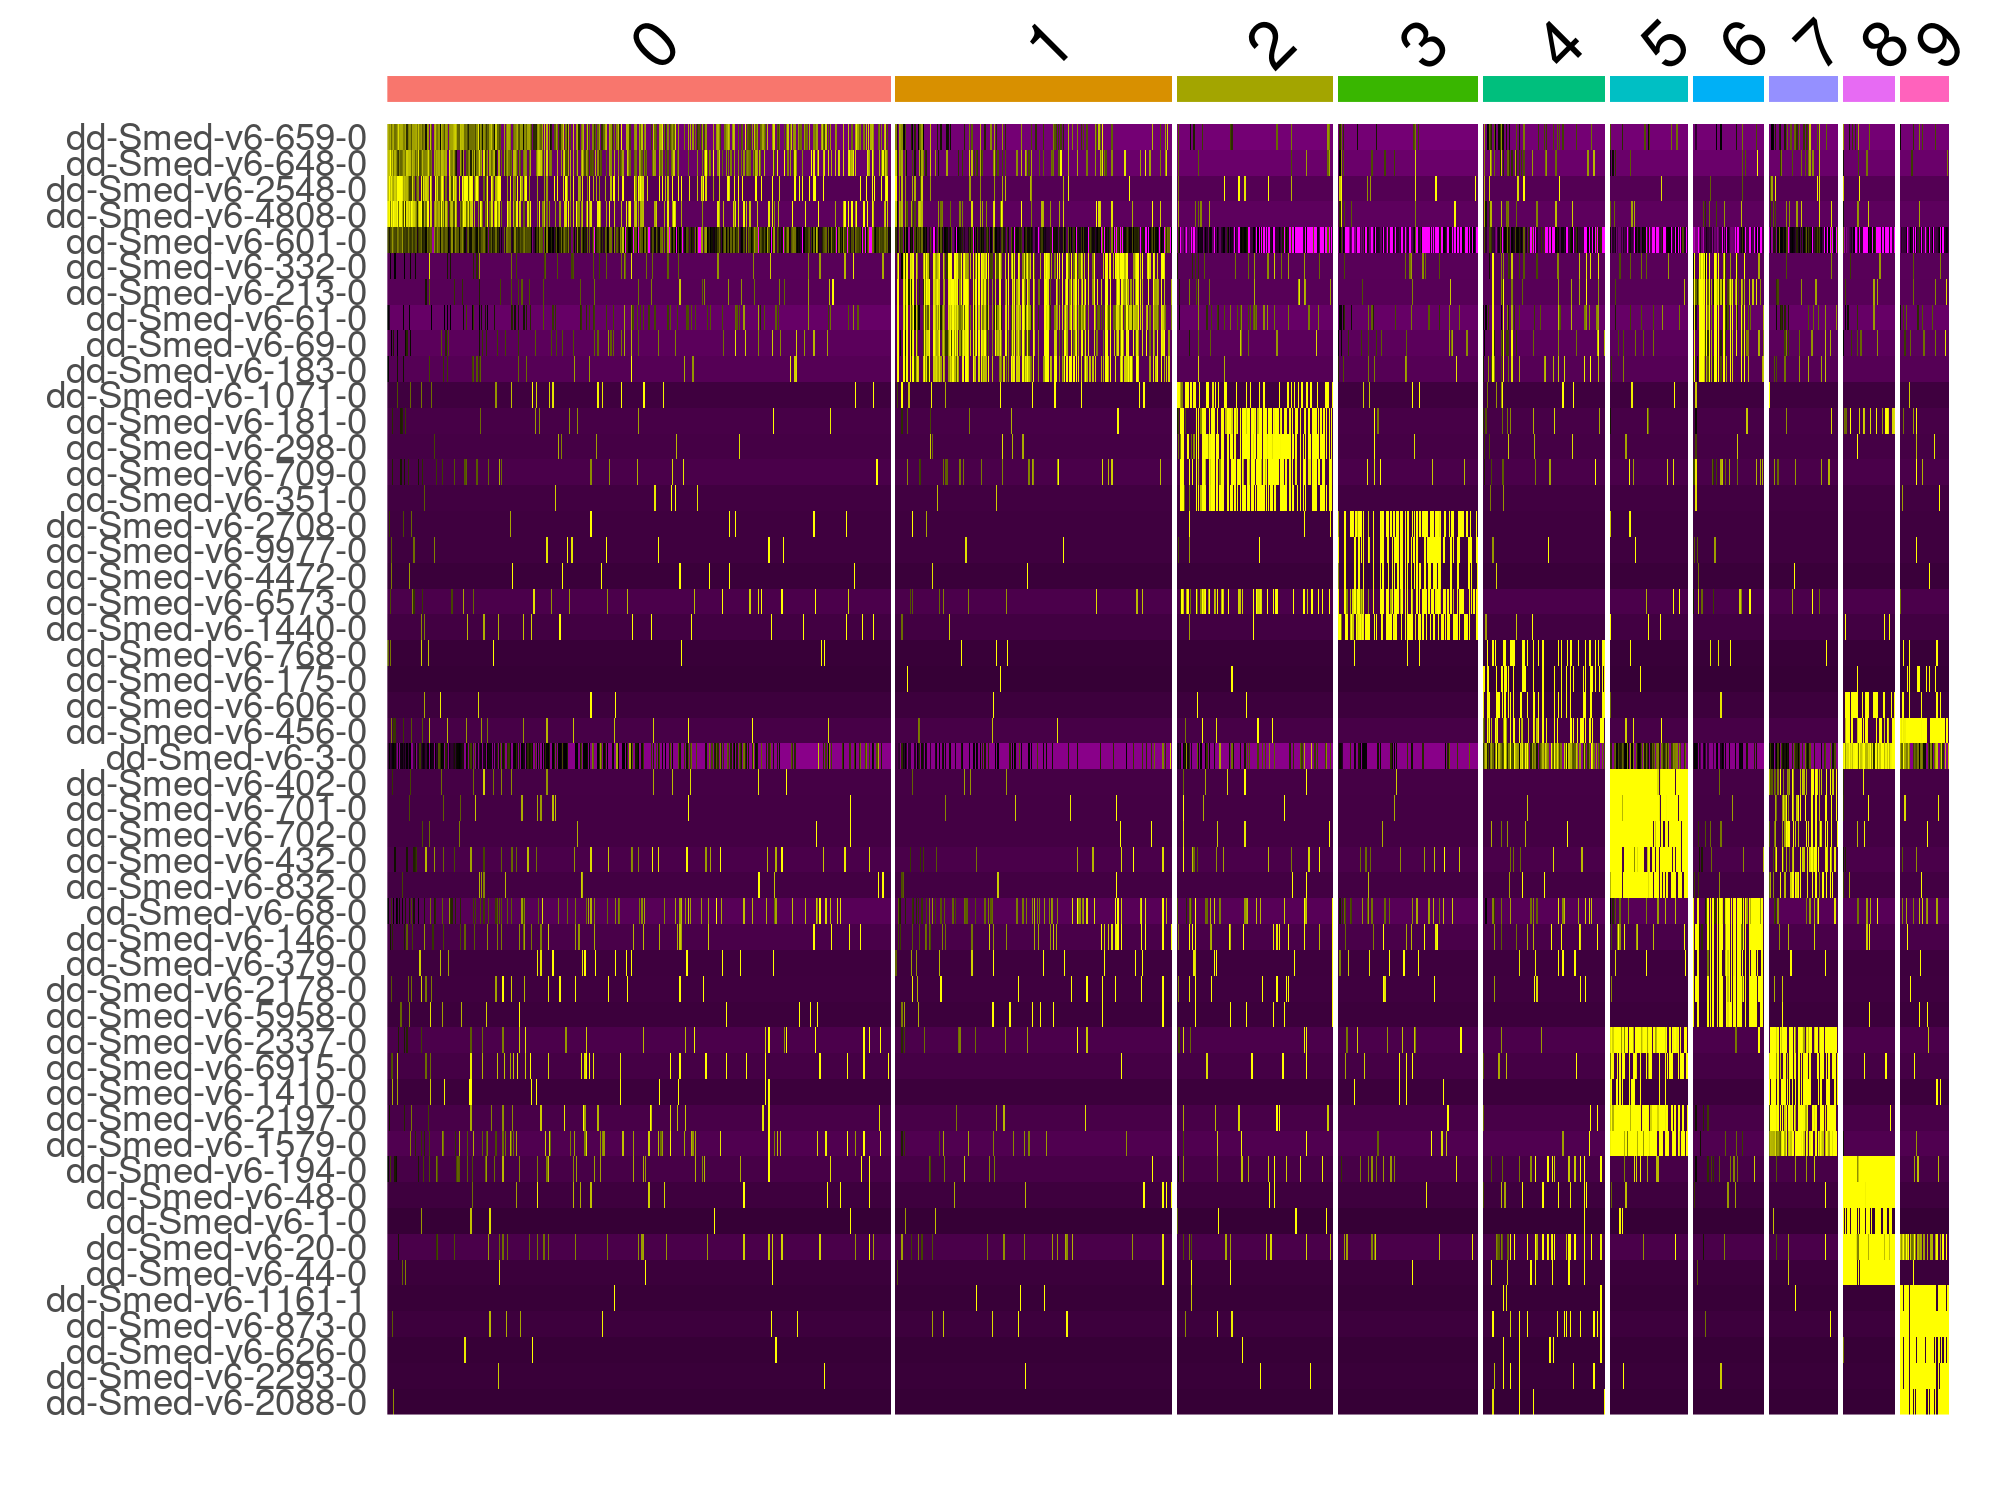 0 1 2 3 4 5 6 7 8 9
dd-Smed-v6-659-0
dd-Smed-v6-648-0
dd-Smed-v6-2548-0
dd-Smed-v6-4808-0
dd-Smed-v6-601-0
dd-Smed-v6-332-0
dd-Smed-v6-213-0
dd-Smed-v6-61-0
dd-Smed-v6-69-0
dd-Smed-v6-183-0
dd-Smed-v6-1071-0
dd-Smed-v6-181-0
dd-Smed-v6-298-0
dd-Smed-v6-709-0
dd-Smed-v6-351-0
dd-Smed-v6-2708-0
dd-Smed-v6-9977-0
dd-Smed-v6-4472-0
dd-Smed-v6-6573-0
dd-Smed-v6-1440-0
dd-Smed-v6-768-0
dd-Smed-v6-175-0
dd-Smed-v6-606-0
dd-Smed-v6-456-0
dd-Smed-v6-3-0
dd-Smed-v6-402-0
dd-Smed-v6-701-0
dd-Smed-v6-702-0
dd-Smed-v6-432-0
dd-Smed-v6-832-0
dd-Smed-v6-68-0
dd-Smed-v6-146-0
dd-Smed-v6-379-0
dd-Smed-v6-2178-0
dd-Smed-v6-5958-0
dd-Smed-v6-2337-0
dd-Smed-v6-6915-0
dd-Smed-v6-1410-0
dd-Smed-v6-2197-0
dd-Smed-v6-1579-0
dd-Smed-v6-194-0
dd-Smed-v6-48-0
dd-Smed-v6-1-0
dd-Smed-v6-20-0
dd-Smed-v6-44-0
dd-Smed-v6-1161-1
dd-Smed-v6-873-0
dd-Smed-v6-626-0
dd-Smed-v6-2293-0
dd-Smed-v6-2088-0